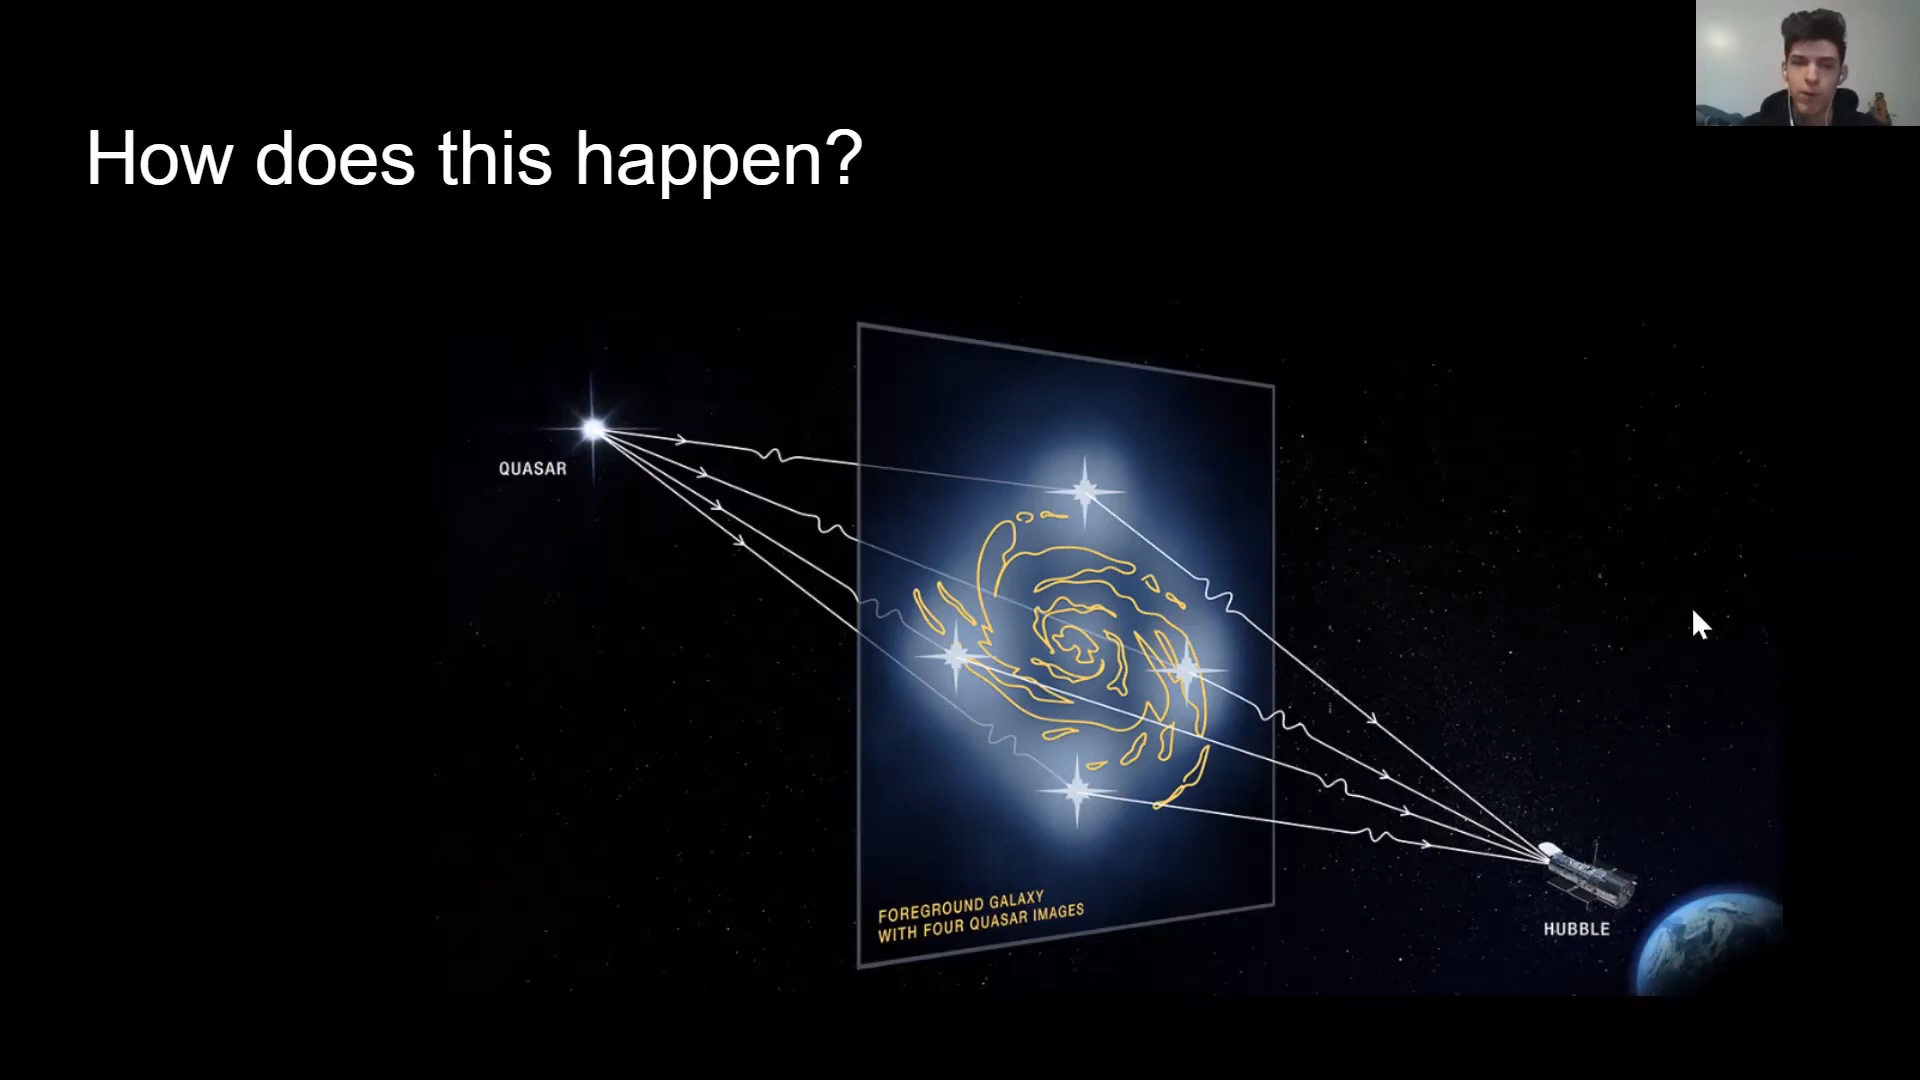 How does this happen?
QUASAR
FOREGROUND GALAXY
WITH FOUR QUASAR IMAGES
HUBBLE